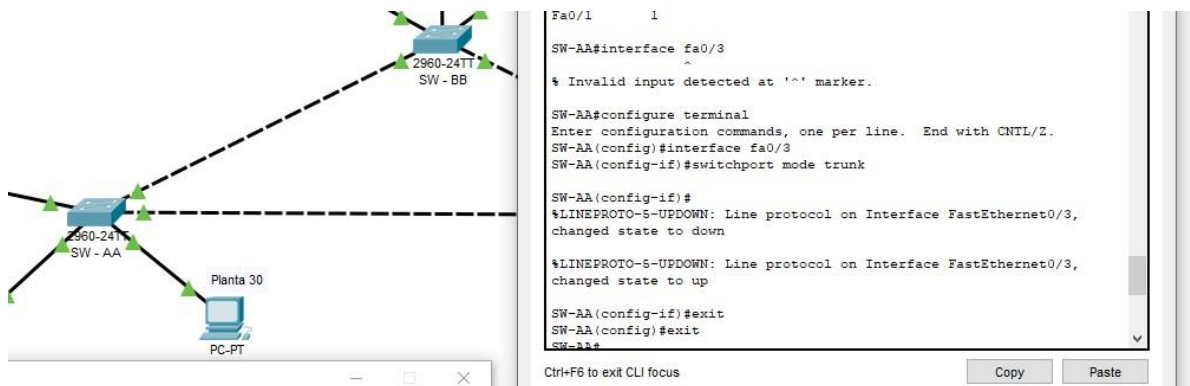 2960-24TT
SW - BB
2960-24TT
SW - AA
Planta 30
PC-PT
Fa0/1 1
SW-AA#interface fa0/3
^
% Invalid input detected at '^' marker.
SW-AA#configure terminal
Enter configuration commands, one per line. End with CNTL/Z.
SW-AA(config)#interface fa0/3
SW-AA(config-if)#switchport mode trunk
SW-AA(config-if)#
%LINEPROTO-5-UPDOWN: Line protocol on Interface FastEthernet0/3,
changed state to down
%LINEPROTO-5-UPDOWN: Line protocol on Interface FastEthernet0/3,
changed state to up
SW-AA(config-if)#exit
SW-AA(config)#exit
SW-AA#
Ctrl+F6 to exit CLI focus
Copy
Paste